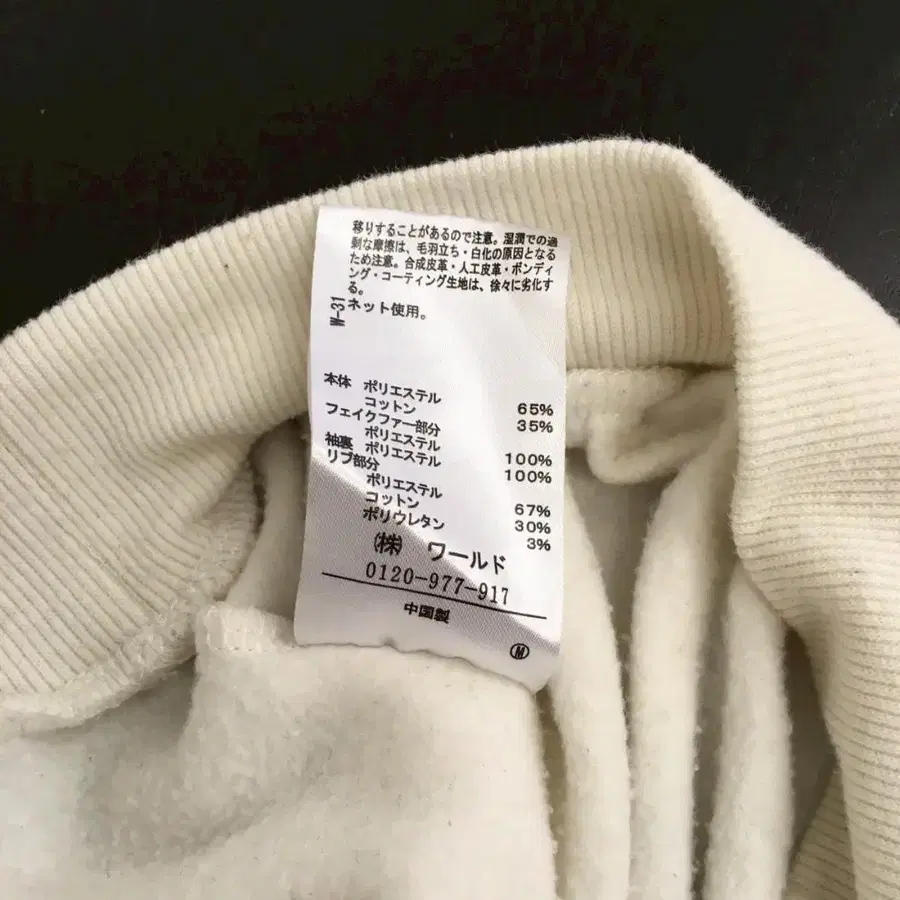 移りすることがあるので注意。湿潤での過
剰な摩擦は、毛羽立ち・白化の原因となる
ため注意。合成皮革・人工皮革・ボンディ
ング・コーティング生地は、徐々に劣化す
る。
W-31
ネット使用。
本体 ポリエステル 65%
コットン 35%
フェイクファー部分
ポリエステル 100%
袖裏 ポリエステル 100%
リブ部分
ポリエステル 67%
コットン 30%
ポリウレタン 3%
(株) ワールド
0120-977-917
中国製
M